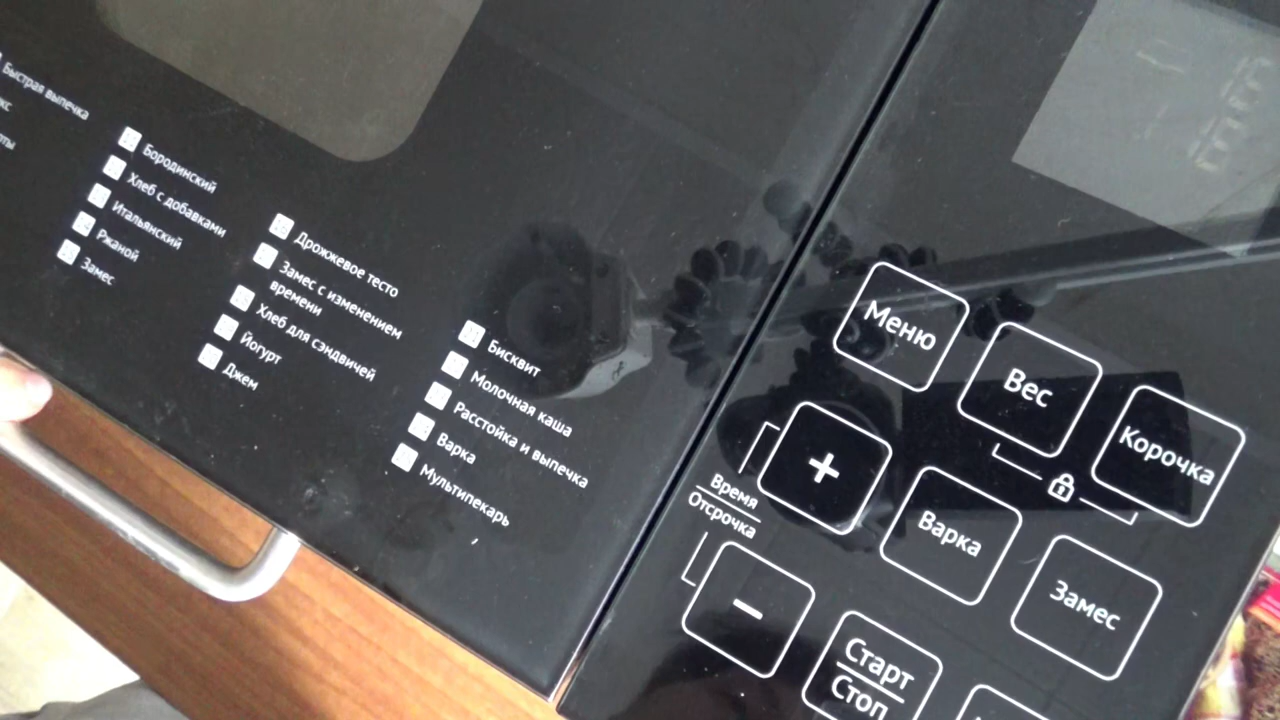 Быстрая выпечка
Бородинский
Хлеб с добавками
Итальянский
Ржаной
Замес
Дрожжевое тесто
Замес с изменением
времени
Хлеб для сэндвичей
Йогурт
Джем
Бисквит
Молочная каша
Расстойка и выпечка
Варка
Мультипекарь
Меню
Вес
Корочка
+
Время
Отсрочка
Варка
Замес
−
Старт
Стоп